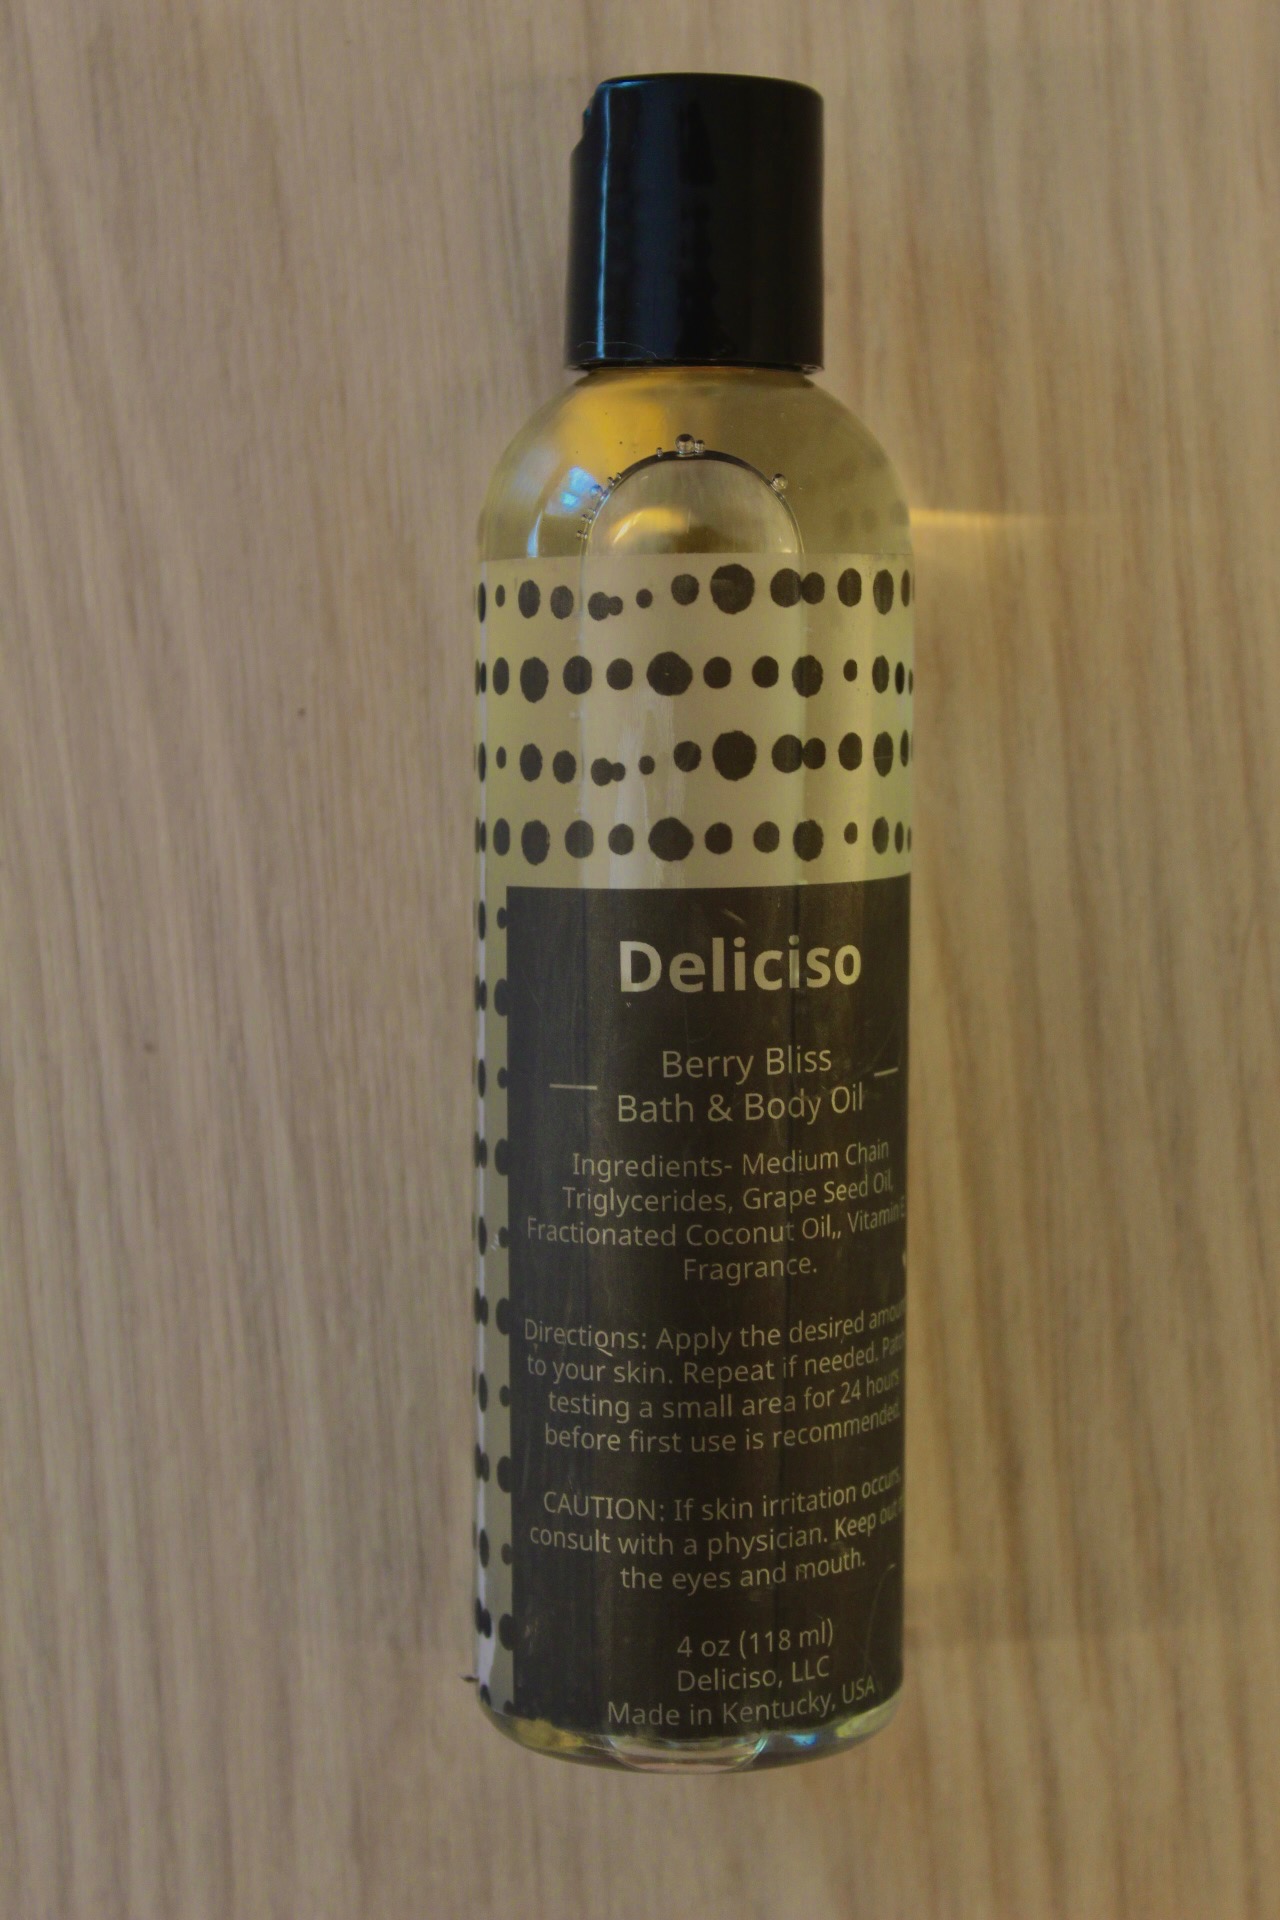 Deliciso
Berry Bliss
Bath & Body Oil
Ingredients- Medium Chain
Triglycerides, Grape Seed Oil,
Fractionated Coconut Oil,, Vitamin E
Fragrance.
Directions: Apply the desired
to your skin. Repeat if needed.
testing a small area for 24 hours
before first use is recommended.
CAUTION: If skin irritation occurs,
consult with a physician. Keep out
the eyes and mouth.
4 oz (118 ml)
Deliciso, LLC
Made in Kentucky, USA